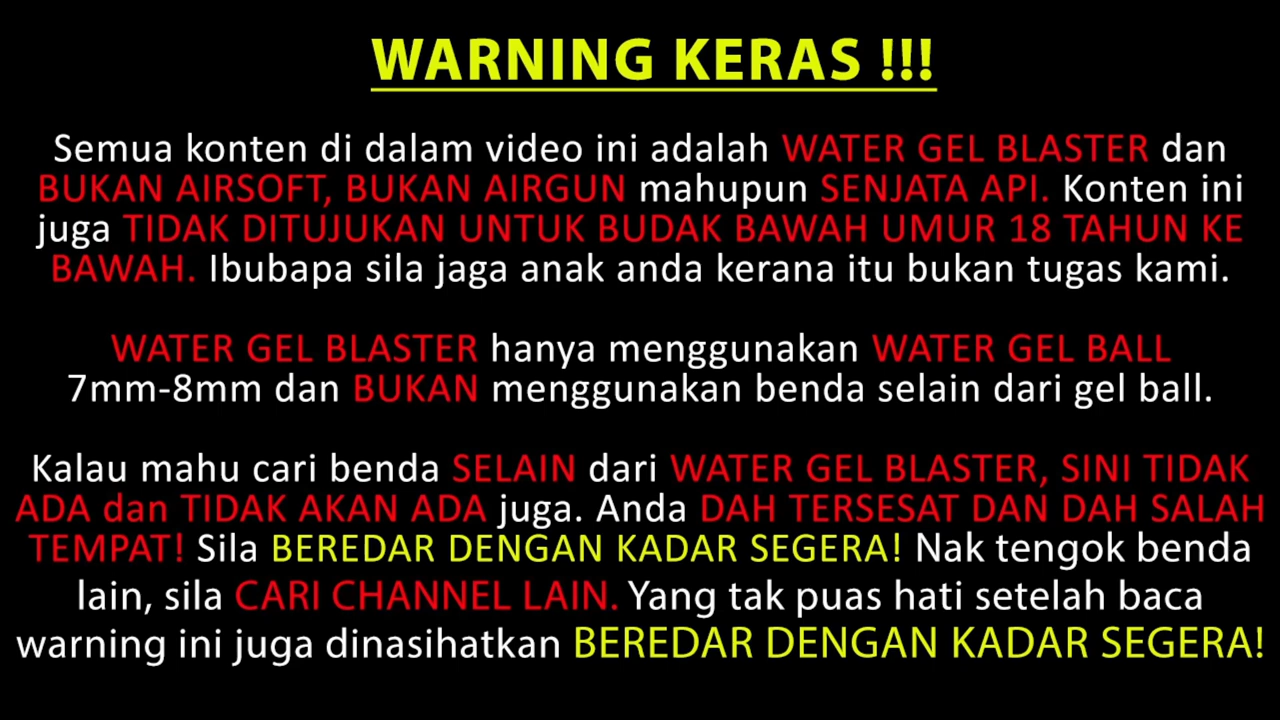 WARNING KERAS !!!
Semua konten di dalam video ini adalah WATER GEL BLASTER dan
BUKAN AIRSOFT, BUKAN AIRGUN mahupun SENJATA API. Konten ini
juga TIDAK DITUJUKAN UNTUK BUDAK BAWAH UMUR 18 TAHUN KE
BAWAH. Ibubapa sila jaga anak anda kerana itu bukan tugas kami.
WATER GEL BLASTER hanya menggunakan WATER GEL BALL
7mm-8mm dan BUKAN menggunakan benda selain dari gel ball.
Kalau mahu cari benda SELAIN dari WATER GEL BLASTER, SINI TIDAK
ADA dan TIDAK AKAN ADA juga. Anda DAH TERSESAT DAN DAH SALAH
TEMPAT! Sila BEREDAR DENGAN KADAR SEGERA! Nak tengok benda
lain, sila CARI CHANNEL LAIN. Yang tak puas hati setelah baca
warning ini juga dinasihatkan BEREDAR DENGAN KADAR SEGERA!